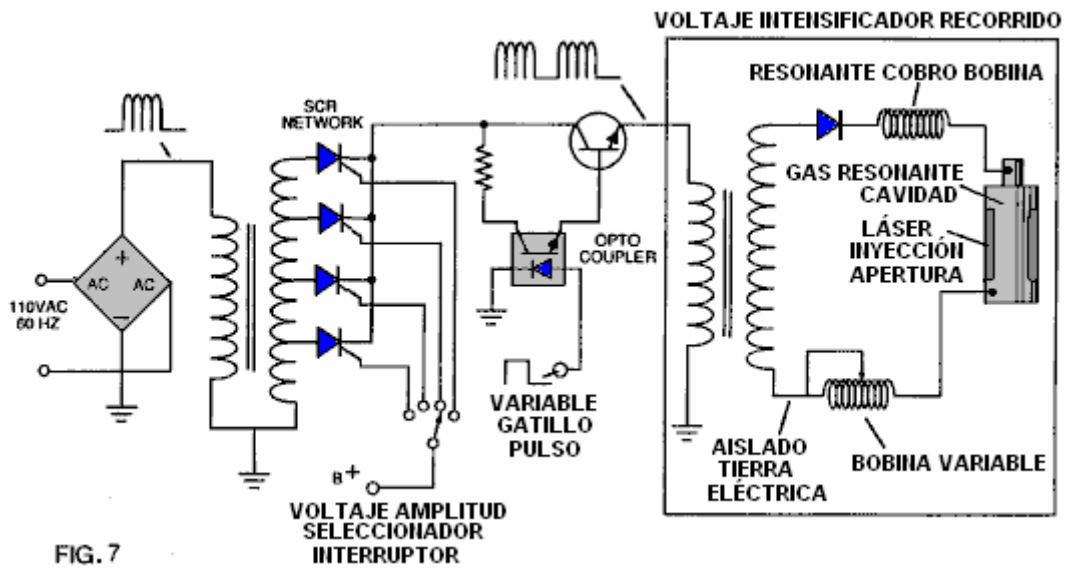 VOLTAJE INTENSIFICADOR RECORRIDO
RESONANTE COBRO BOBINA
SCR
NETWORK
GAS RESONANTE
CAVIDAD
LÁSER
INYECCIÓN
APERTURA
OPTO
COUPLER
+
AC
AC
−
110VAC
60 HZ
VARIABLE
GATILLO
PULSO
AISLADO
TIERRA
ELÉCTRICA
BOBINA VARIABLE
B+
VOLTAJE AMPLITUD
SELECCIONADOR
INTERRUPTOR
FIG. 7